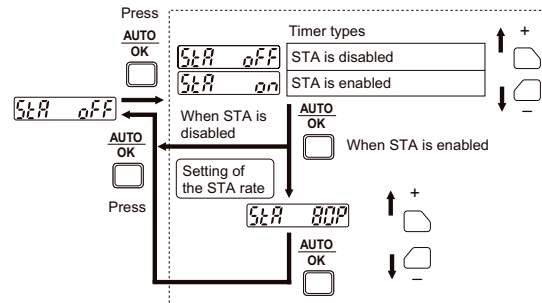 Press
AUTO
OK
Timer types
+
StA oFF
STA is disabled
StA on
STA is enabled
–
StA oFF
When STA is
disabled
AUTO
OK
When STA is enabled
AUTO
OK
Press
Setting of
the STA rate
StA 80P
+
AUTO
OK
–